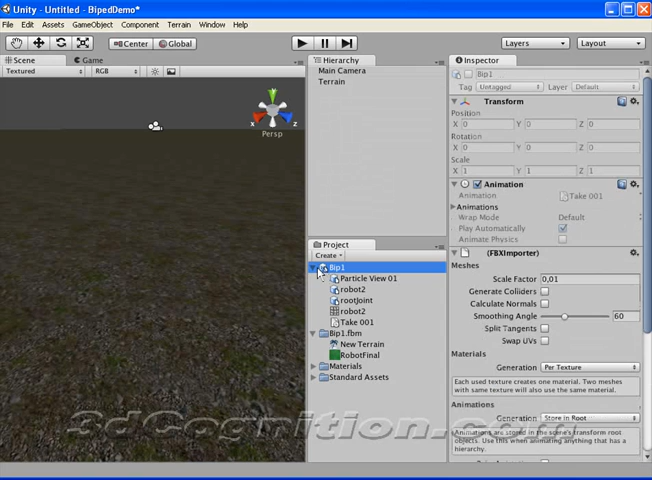 Unity - Untitled - BipedDemo*
File Edit Assets GameObject Component Terrain Window Help
Center Global Layers Layout
Scene Game
Textured RGB
y
x z
Persp
Hierarchy
Main Camera
Terrain
Project
Create
Bip1
Particle View 01
robot2
rootJoint
robot2
Take 001
Bip1.fbm
New Terrain
RobotFinal
Materials
Standard Assets
Inspector
Bip1
Tag Untagged Layer Default
Transform
Position
X 0 Y 0 Z 0
Rotation
X 0 Y 0 Z 0
Scale
X 1 Y 1 Z 1
Animation
Animation Take 001
Animations
Wrap Mode Default
Play Automatically
Animate Physics
(FBXImporter)
Meshes
Scale Factor 0,01
Generate Colliders
Calculate Normals
Smoothing Angle 60
Split Tangents
Swap UVs
Materials
Generation Per Texture
Each used texture creates one material. Two meshes
with same texture will also use the same material.
Animations
Generation Store in Root
Animations are stored in the scene's transform root
objects. Use this when animating anything that has a
hierarchy.
3dCognition.com